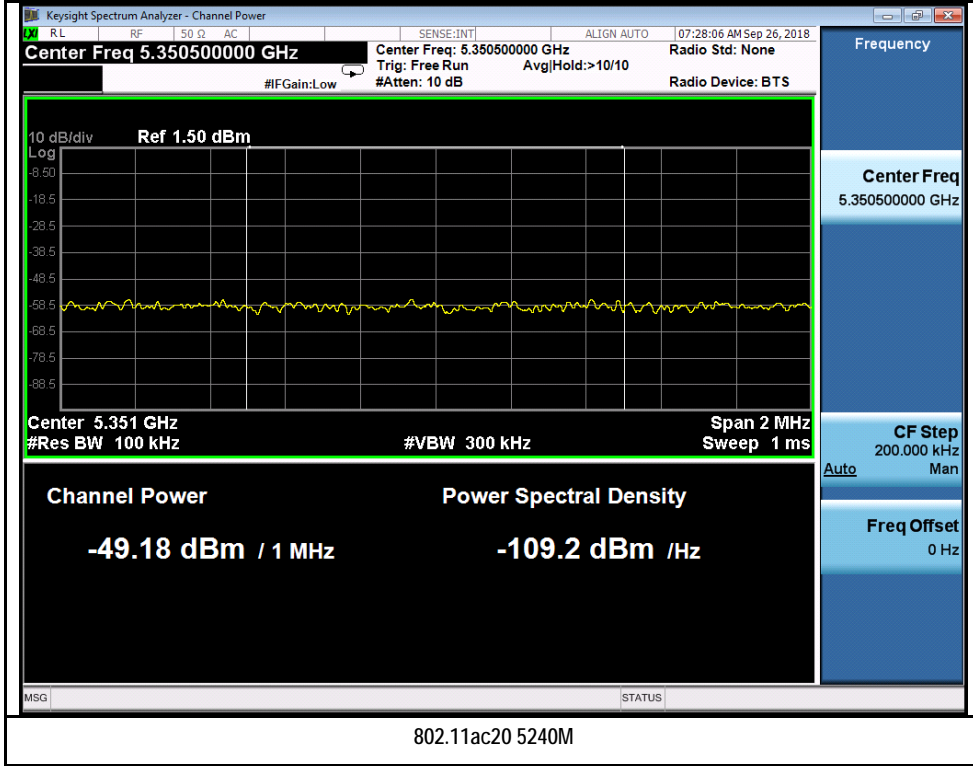 Keysight Spectrum Analyzer - Channel Power
LXI RL RF 50 Ω AC SENSE:INT ALIGN AUTO 07:28:06 AM Sep 26, 2018
Center Freq 5.350500000 GHz
Center Freq: 5.350500000 GHz
Radio Std: None
Trig: Free Run Avg|Hold:>10/10
#IFGain:Low
#Atten: 10 dB
Radio Device: BTS
Frequency
10 dB/div Ref 1.50 dBm
Log
-8.50
-18.5
-28.5
-38.5
-48.5
-58.5
-68.5
-78.5
-88.5
Center 5.351 GHz Span 2 MHz
#Res BW 100 kHz #VBW 300 kHz Sweep 1 ms
Center Freq
5.350500000 GHz
CF Step
200.000 kHz
Auto Man
Freq Offset
0 Hz
Channel Power Power Spectral Density
-49.18 dBm / 1 MHz -109.2 dBm /Hz
MSG STATUS
802.11ac20 5240M